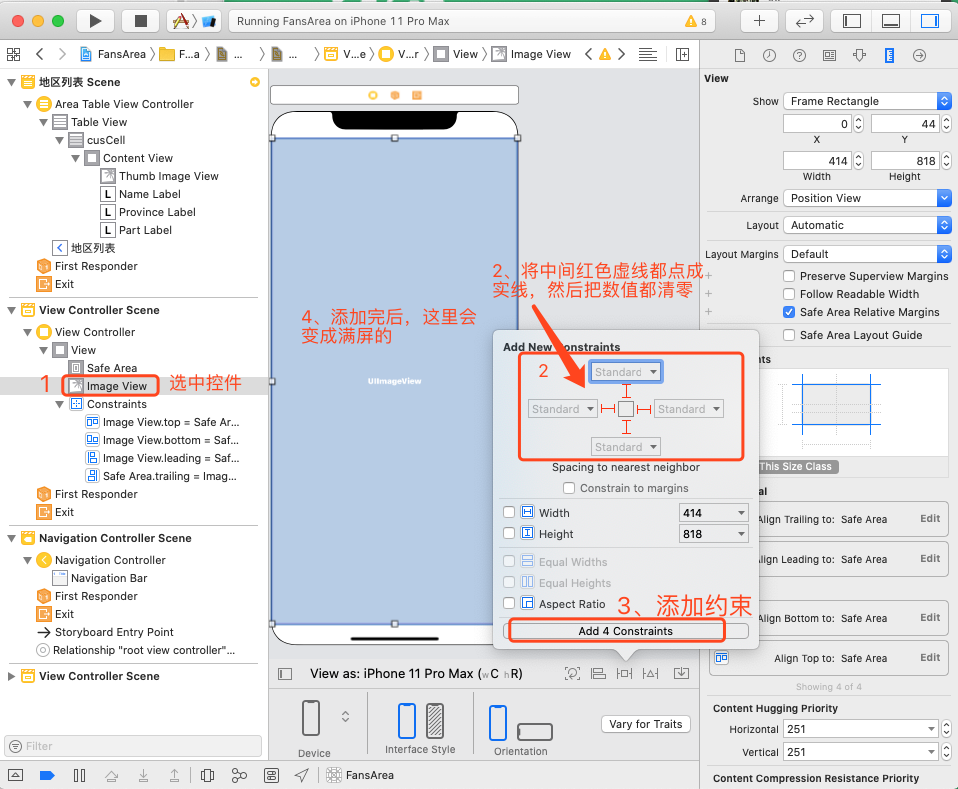 Running FansArea on iPhone 11 Pro Max
8
FansArea
F...a
...
...
V...e
V...r
View
Image View
地区列表 Scene
Area Table View Controller
Table View
cusCell
Content View
Thumb Image View
L Name Label
L Province Label
L Part Label
地区列表
First Responder
Exit
View Controller Scene
View Controller
View
Safe Area
1
Image View
选中控件
Constraints
Image View.top = Safe Ar...
Image View.bottom = Saf...
Image View.leading = Saf...
Safe Area.trailing = Imag...
First Responder
Exit
Navigation Controller Scene
Navigation Controller
Navigation Bar
First Responder
Exit
Storyboard Entry Point
Relationship "root view controller"...
View Controller Scene
Filter
4、添加完后，这里会
变成满屏的
UIImageView
2、将中间红色虚线都点成
实线，然后把数值都清零
Add New Constraints
2
Standard
Standard
Standard
Standard
Spacing to nearest neighbor
Constrain to margins
Width
414
Height
818
Equal Widths
Equal Heights
Aspect Ratio
3、添加约束
Add 4 Constraints
View as: iPhone 11 Pro Max (wC hR)
Device
Interface Style
Orientation
Vary for Traits
FansArea
View
Show
Frame Rectangle
0
44
X
Y
414
818
Width
Height
Arrange
Position View
Layout
Automatic
Layout Margins
Default
Preserve Superview Margins
Follow Readable Width
Safe Area Relative Margins
Safe Area Layout Guide
nts
This Size Class
al
Align Trailing to: Safe Area
Edit
Align Leading to: Safe Area
Edit
Align Bottom to: Safe Area
Edit
Align Top to: Safe Area
Edit
Showing 4 of 4
Content Hugging Priority
Horizontal
251
Vertical
251
Content Compression Resistance Priority